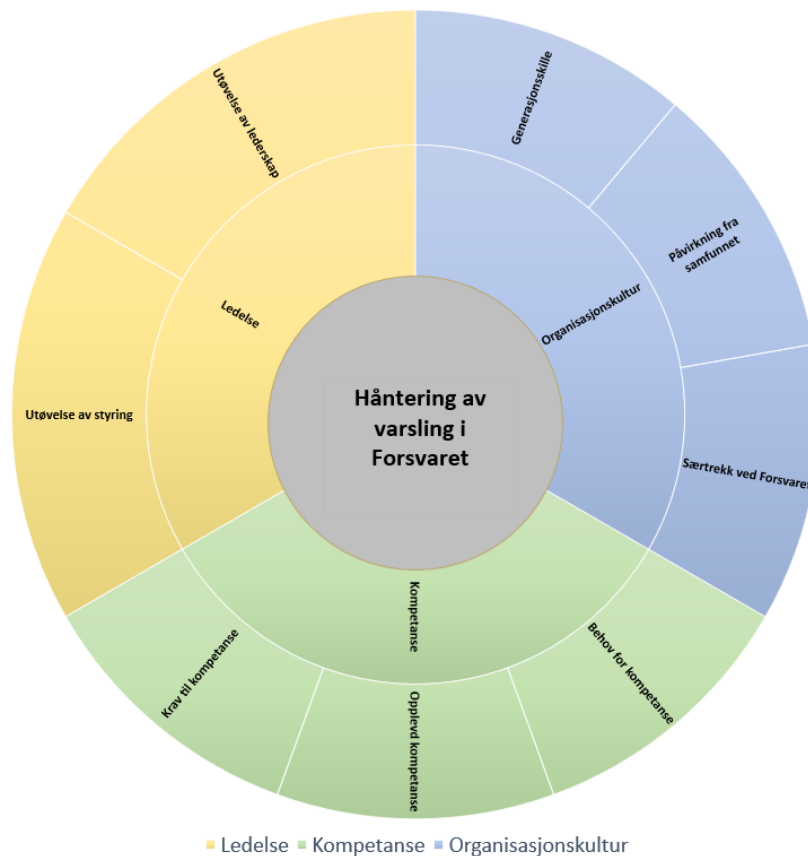 Utøvelse av lederskap
Generasjonsskille
Påvirkning fra
samfunnet
Ledelse
Organisasjonskultur
Håntering av
varsling i
Forsvaret
Utøvelse av styring
Særtrekk ved Forsvaret
Kompetanse
Krav til kompetanse
Opplevd kompetanse
Behov for kompetanse
Ledelse Kompetanse Organisasjonskultur